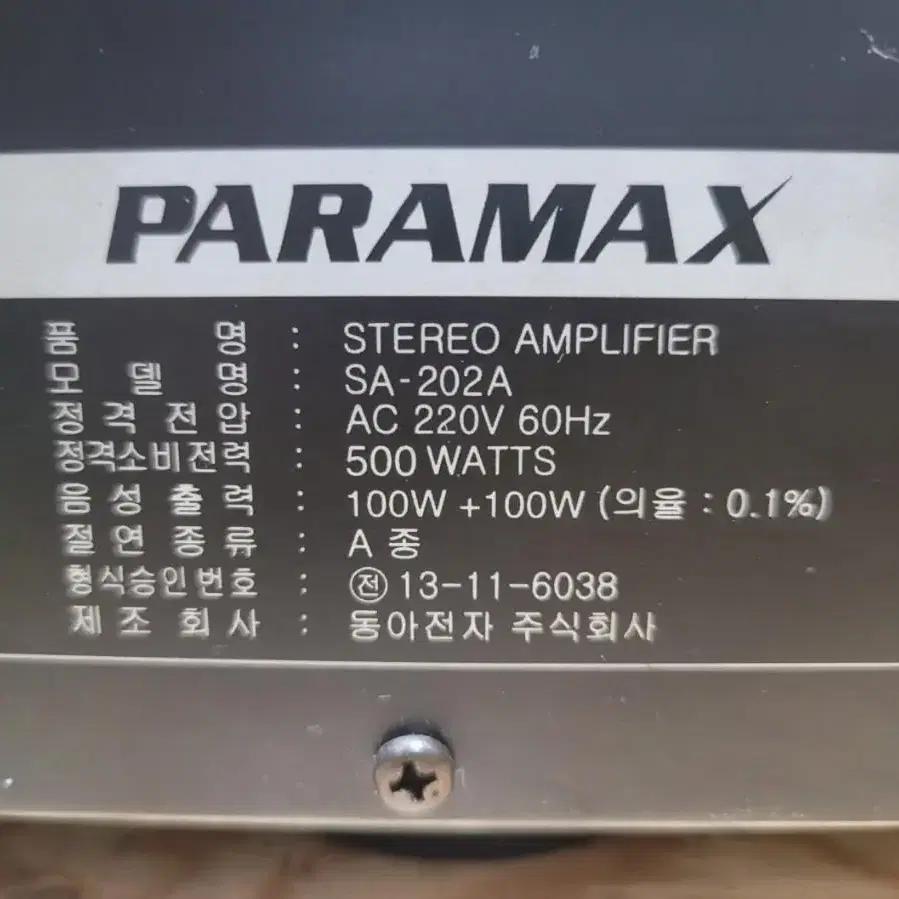 PARAMAX
품 명 : STEREO AMPLIFIER
모 델 명 : SA-202A
정 격 전 압 : AC 220V 60Hz
정격소비전력 : 500 WATTS
음 성 출 력 : 100W +100W (의율 : 0.1%)
절 연 종 류 : A 종
형식승인번호 : ㉠ 13-11-6038
제 조 회 사 : 동아전자 주식회사